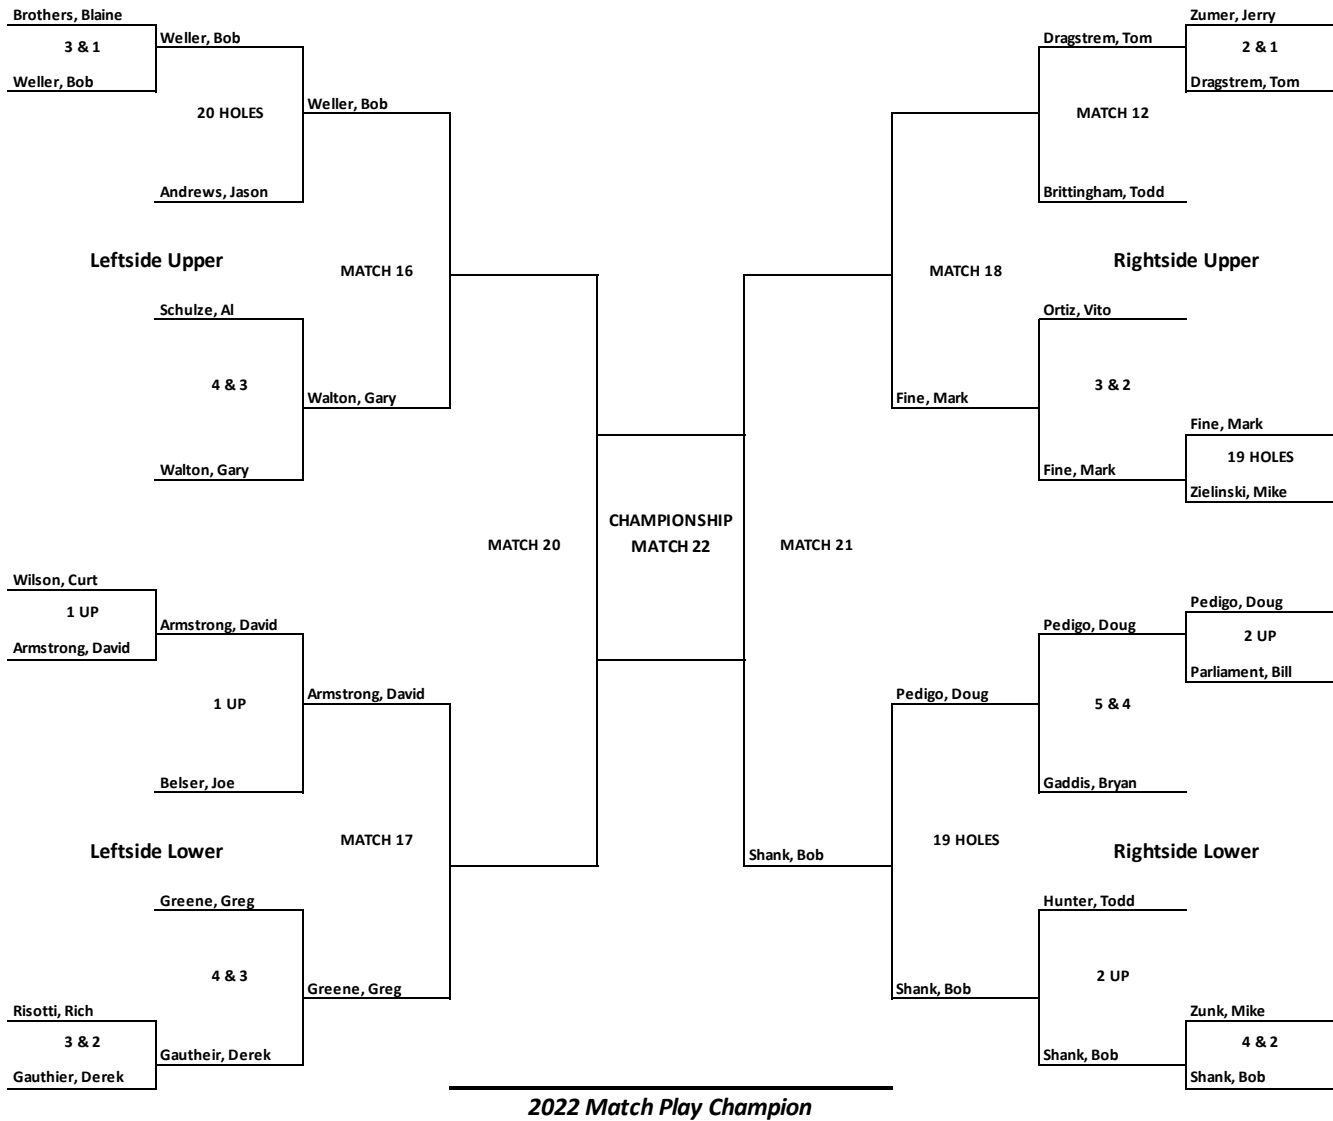 Brothers, Blaine
3 & 1
Weller, Bob
Weller, Bob
20 HOLES
Andrews, Jason
Weller, Bob
Leftside Upper
MATCH 16
Schulze, Al
4 & 3
Walton, Gary
Walton, Gary
Wilson, Curt
1 UP
Armstrong, David
Armstrong, David
1 UP
Belser, Joe
Armstrong, David
Leftside Lower
MATCH 17
Greene, Greg
4 & 3
Greene, Greg
Risotti, Rich
3 & 2
Gauthier, Derek
Gautheir, Derek
MATCH 20
CHAMPIONSHIP
MATCH 22
MATCH 21
Zumer, Jerry
2 & 1
Dragstrem, Tom
Dragstrem, Tom
MATCH 12
Brittingham, Todd
Rightside Upper
MATCH 18
Ortiz, Vito
3 & 2
Fine, Mark
Fine, Mark
19 HOLES
Zielinski, Mike
Fine, Mark
Pedigo, Doug
2 UP
Parliament, Bill
Pedigo, Doug
5 & 4
Gaddis, Bryan
Pedigo, Doug
19 HOLES
Rightside Lower
Shank, Bob
Hunter, Todd
2 UP
Shank, Bob
Shank, Bob
Zunk, Mike
4 & 2
Shank, Bob
2022 Match Play Champion